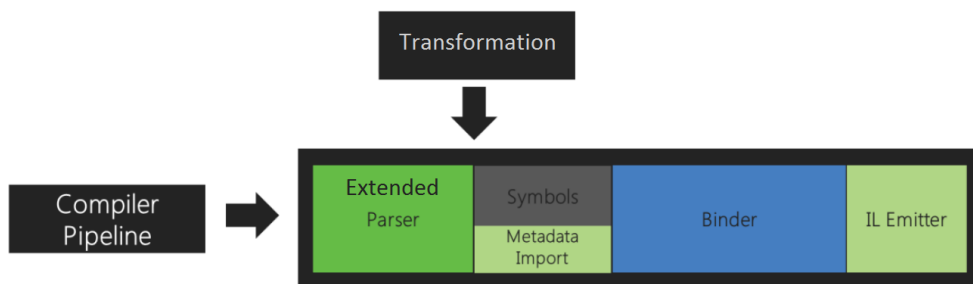 Transformation
Compiler
Pipeline
Extended
Parser
Symbols
Metadata
Import
Binder
IL Emitter